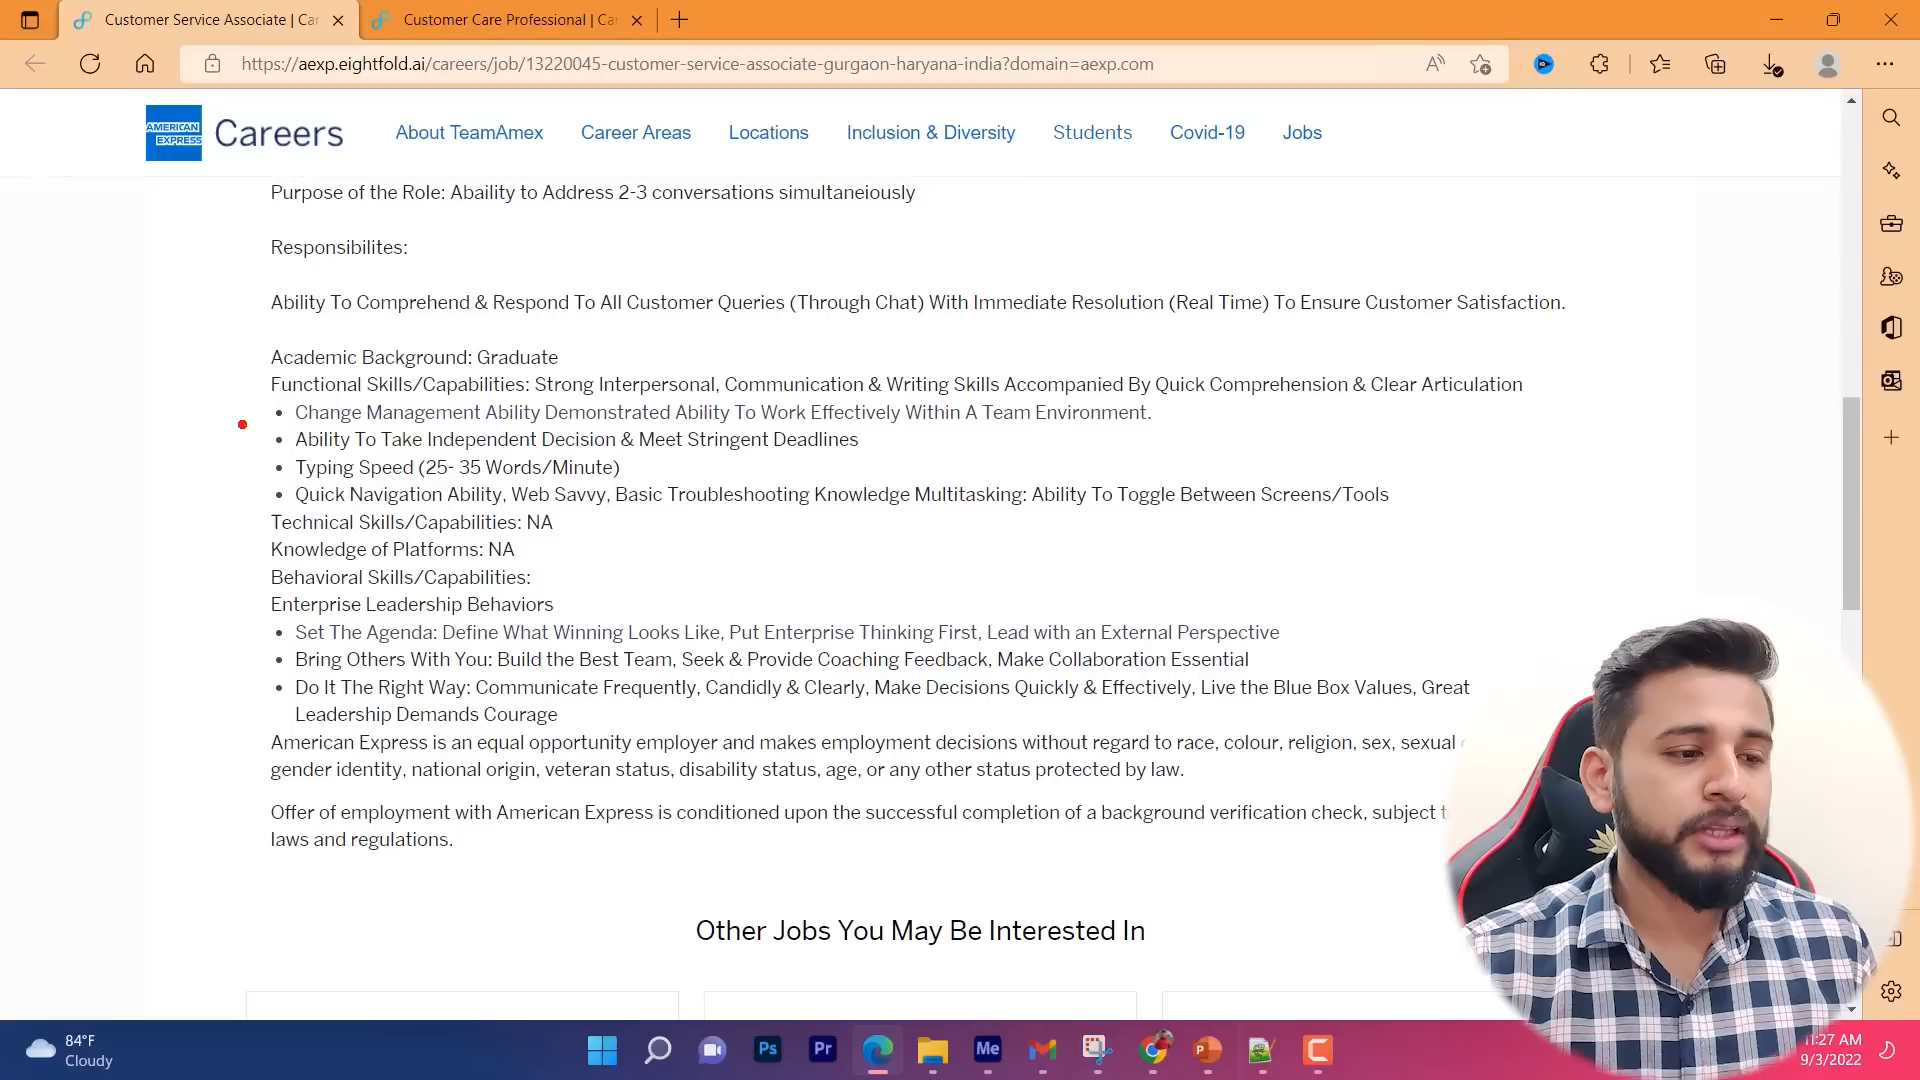 Customer Service Associate | Car
Customer Care Professional | Ca
https://aexp.eightfold.ai/careers/job/13220045-customer-service-associate-gurgaon-haryana-india?domain=aexp.com
AMERICAN EXPRESS Careers About TeamAmex Career Areas Locations Inclusion & Diversity Students Covid-19 Jobs
Purpose of the Role: Abaility to Address 2-3 conversations simultaneiously
Responsibilites:
Ability To Comprehend & Respond To All Customer Queries (Through Chat) With Immediate Resolution (Real Time) To Ensure Customer Satisfaction.
Academic Background: Graduate
Functional Skills/Capabilities: Strong Interpersonal, Communication & Writing Skills Accompanied By Quick Comprehension & Clear Articulation
• Change Management Ability Demonstrated Ability To Work Effectively Within A Team Environment.
• Ability To Take Independent Decision & Meet Stringent Deadlines
• Typing Speed (25- 35 Words/Minute)
• Quick Navigation Ability, Web Savvy, Basic Troubleshooting Knowledge Multitasking: Ability To Toggle Between Screens/Tools
Technical Skills/Capabilities: NA
Knowledge of Platforms: NA
Behavioral Skills/Capabilities:
Enterprise Leadership Behaviors
• Set The Agenda: Define What Winning Looks Like, Put Enterprise Thinking First, Lead with an External Perspective
• Bring Others With You: Build the Best Team, Seek & Provide Coaching Feedback, Make Collaboration Essential
• Do It The Right Way: Communicate Frequently, Candidly & Clearly, Make Decisions Quickly & Effectively, Live the Blue Box Values, Great
Leadership Demands Courage
American Express is an equal opportunity employer and makes employment decisions without regard to race, colour, religion, sex, sexual
gender identity, national origin, veteran status, disability status, age, or any other status protected by law.
Offer of employment with American Express is conditioned upon the successful completion of a background verification check, subject
laws and regulations.
Other Jobs You May Be Interested In
84°F
Cloudy
Ps Pr Me
:27 AM
9/3/2022